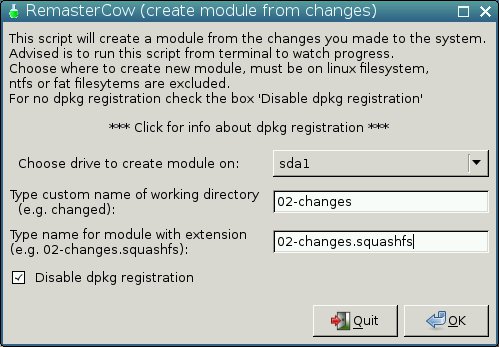 RemasterCow (create module from changes)
This script will create a module from the changes you made to the system.
Advised is to run this script from terminal to watch progress.
Choose where to create new module, must be on linux filesystem,
ntfs or fat filesytems are excluded.
For no dpkg registration check the box 'Disable dpkg registration'
*** Click for info about dpkg registration ***
Choose drive to create module on:
sda1
Type custom name of working directory
(e.g. changed):
02-changes
Type name for module with extension
(e.g. 02-changes.squashfs):
02-changes.squashfs
Disable dpkg registration
Quit
OK